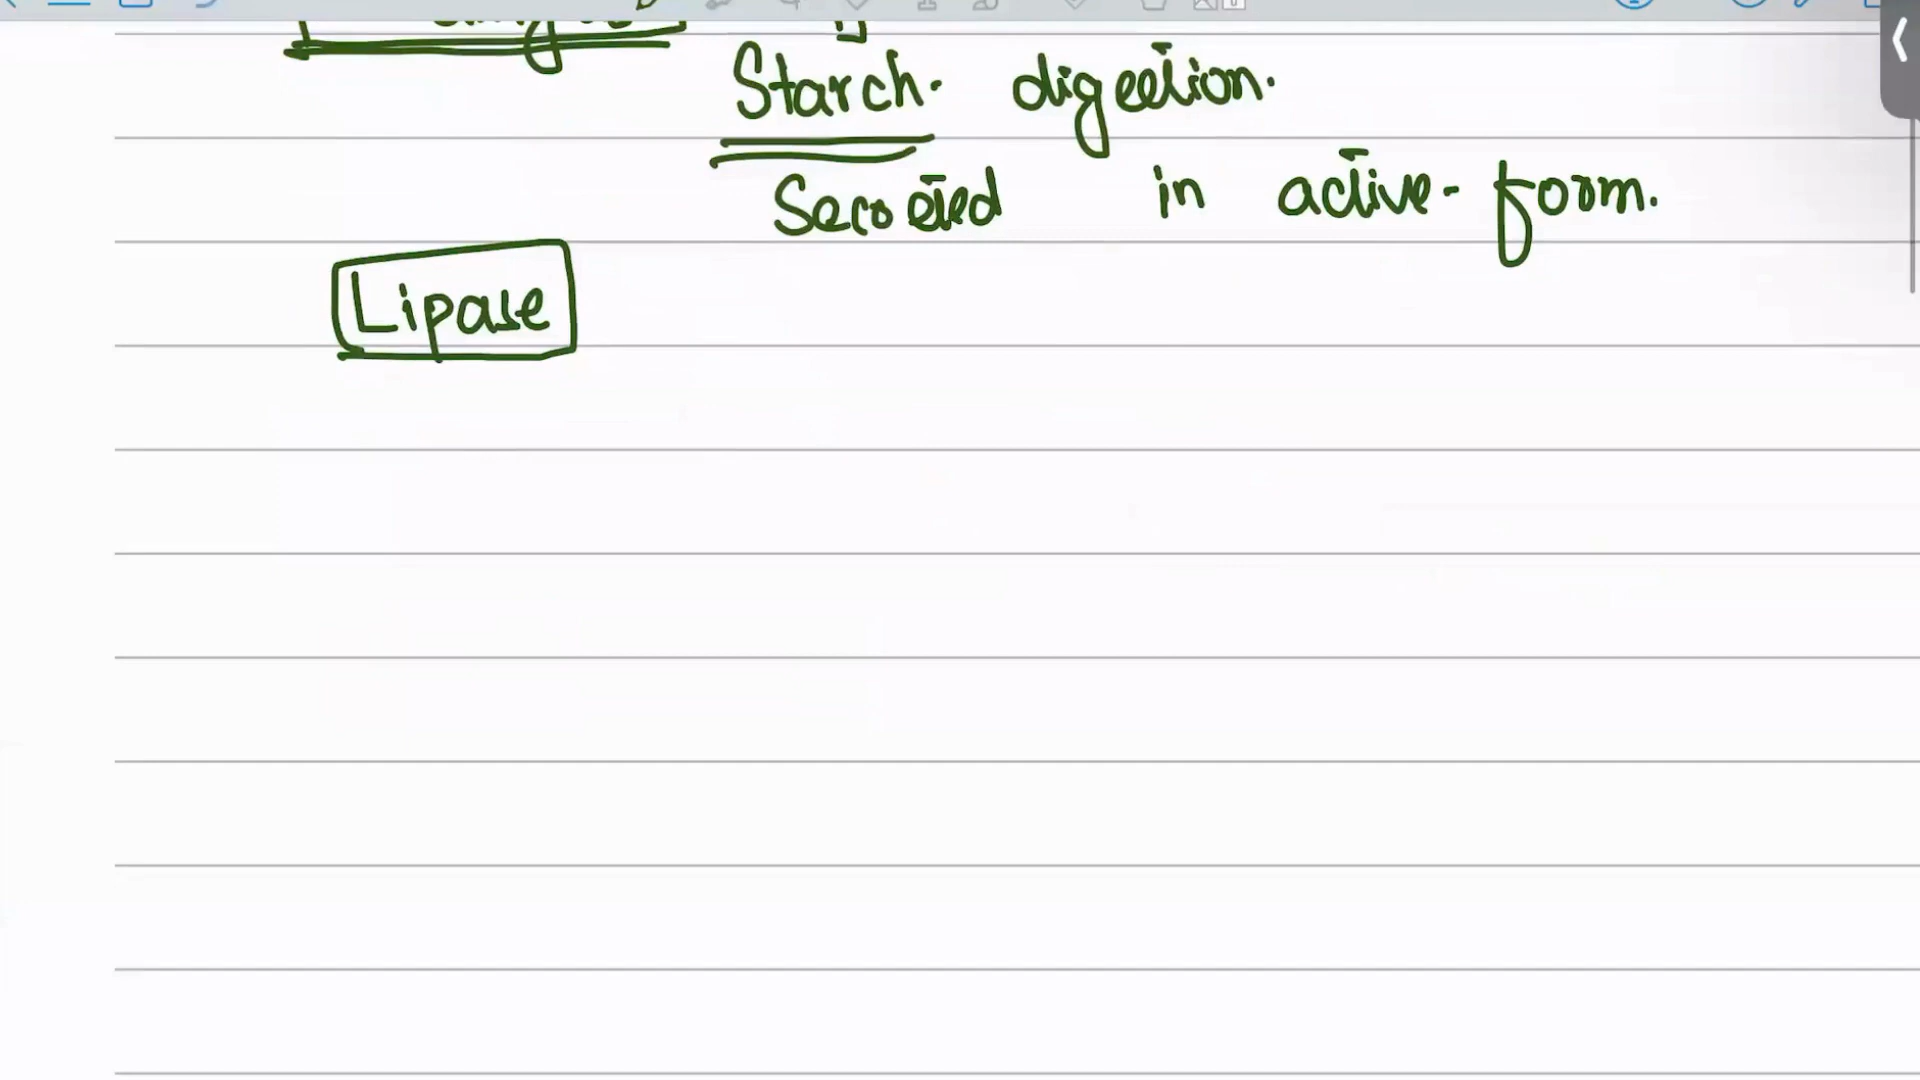 Starch. digestion.
Secreted in active- form.
Lipase